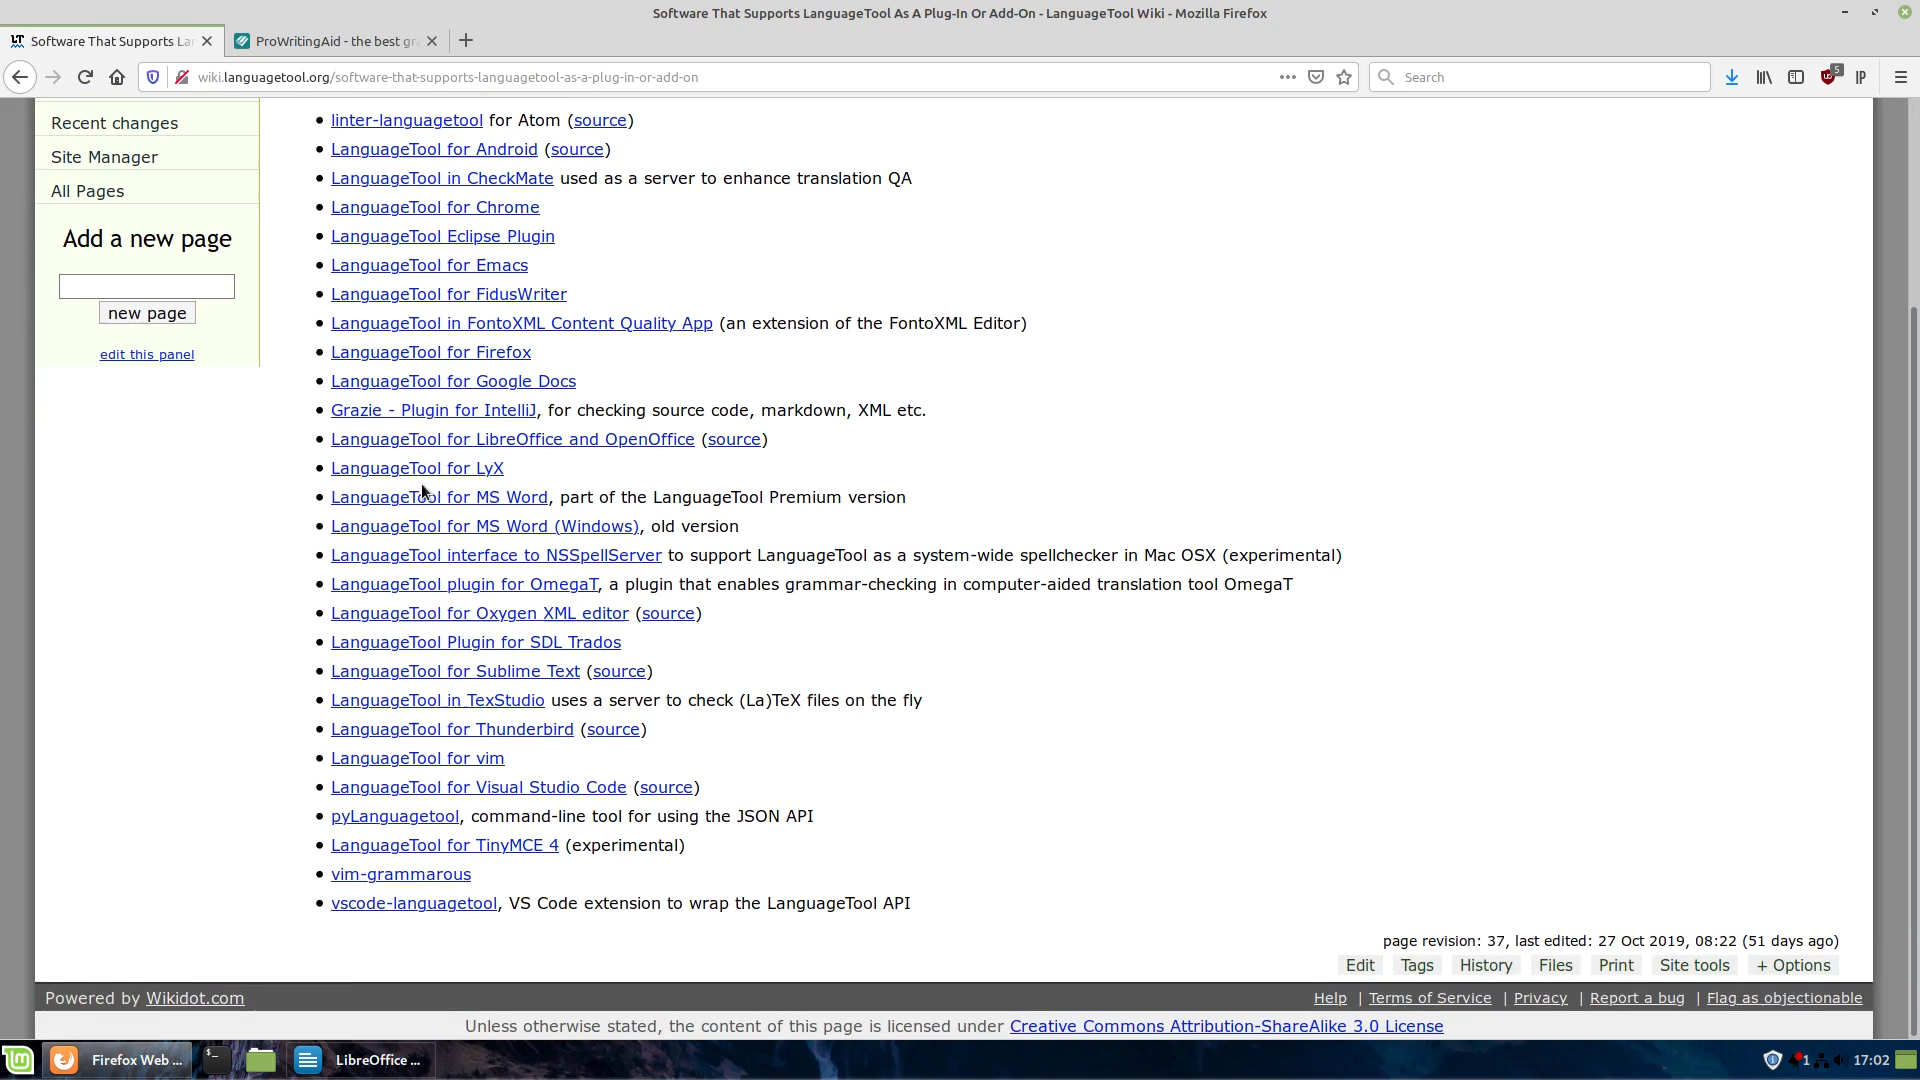 Software That Supports LanguageTool As A Plug-In Or Add-On - LanguageTool Wiki - Mozilla Firefox
Software That Supports La
ProWritingAid - the best gr
wiki.languagetool.org/software-that-supports-languagetool-as-a-plug-in-or-add-on
Search
5
Recent changes
Site Manager
All Pages
Add a new page
new page
edit this panel
linter-languagetool for Atom (source)
LanguageTool for Android (source)
LanguageTool in CheckMate used as a server to enhance translation QA
LanguageTool for Chrome
LanguageTool Eclipse Plugin
LanguageTool for Emacs
LanguageTool for FidusWriter
LanguageTool in FontoXML Content Quality App (an extension of the FontoXML Editor)
LanguageTool for Firefox
LanguageTool for Google Docs
Grazie - Plugin for IntelliJ, for checking source code, markdown, XML etc.
LanguageTool for LibreOffice and OpenOffice (source)
LanguageTool for LyX
LanguageTool for MS Word, part of the LanguageTool Premium version
LanguageTool for MS Word (Windows), old version
LanguageTool interface to NSSpellServer to support LanguageTool as a system-wide spellchecker in Mac OSX (experimental)
LanguageTool plugin for OmegaT, a plugin that enables grammar-checking in computer-aided translation tool OmegaT
LanguageTool for Oxygen XML editor (source)
LanguageTool Plugin for SDL Trados
LanguageTool for Sublime Text (source)
LanguageTool in TexStudio uses a server to check (La)TeX files on the fly
LanguageTool for Thunderbird (source)
LanguageTool for vim
LanguageTool for Visual Studio Code (source)
pyLanguagetool, command-line tool for using the JSON API
LanguageTool for TinyMCE 4 (experimental)
vim-grammarous
vscode-languagetool, VS Code extension to wrap the LanguageTool API
page revision: 37, last edited: 27 Oct 2019, 08:22 (51 days ago)
Edit Tags History Files Print Site tools + Options
Powered by Wikidot.com
Help | Terms of Service | Privacy | Report a bug | Flag as objectionable
Unless otherwise stated, the content of this page is licensed under Creative Commons Attribution-ShareAlike 3.0 License
Firefox Web ...
LibreOffice ...
1
17:02